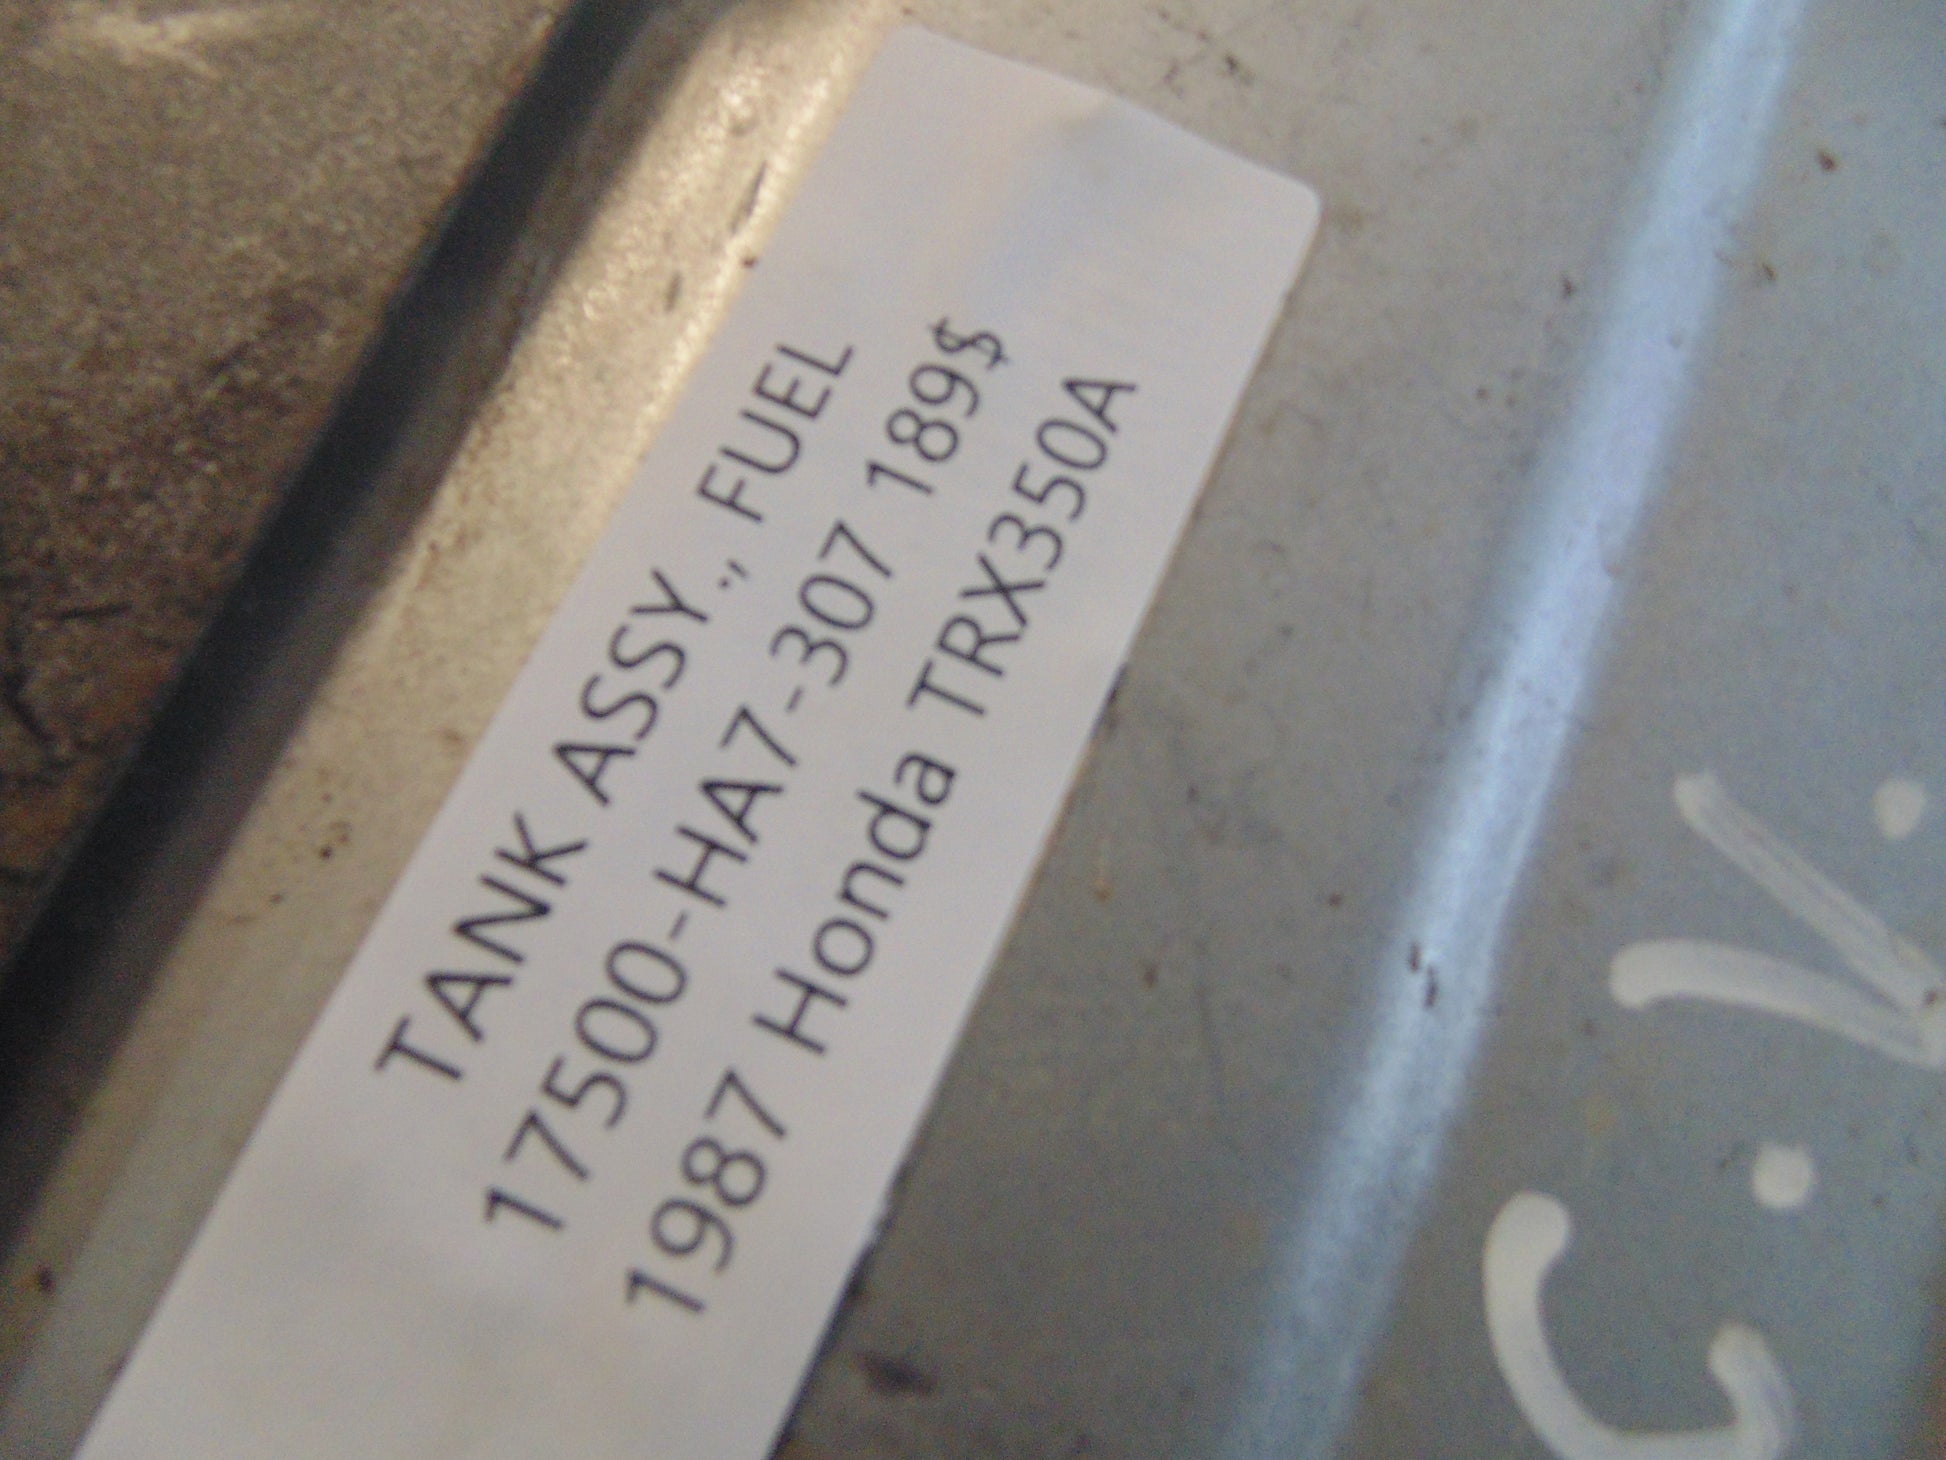 TANK ASSY., FUEL
17500-HA7-307 189$
1987 Honda TRX350A
C.V.